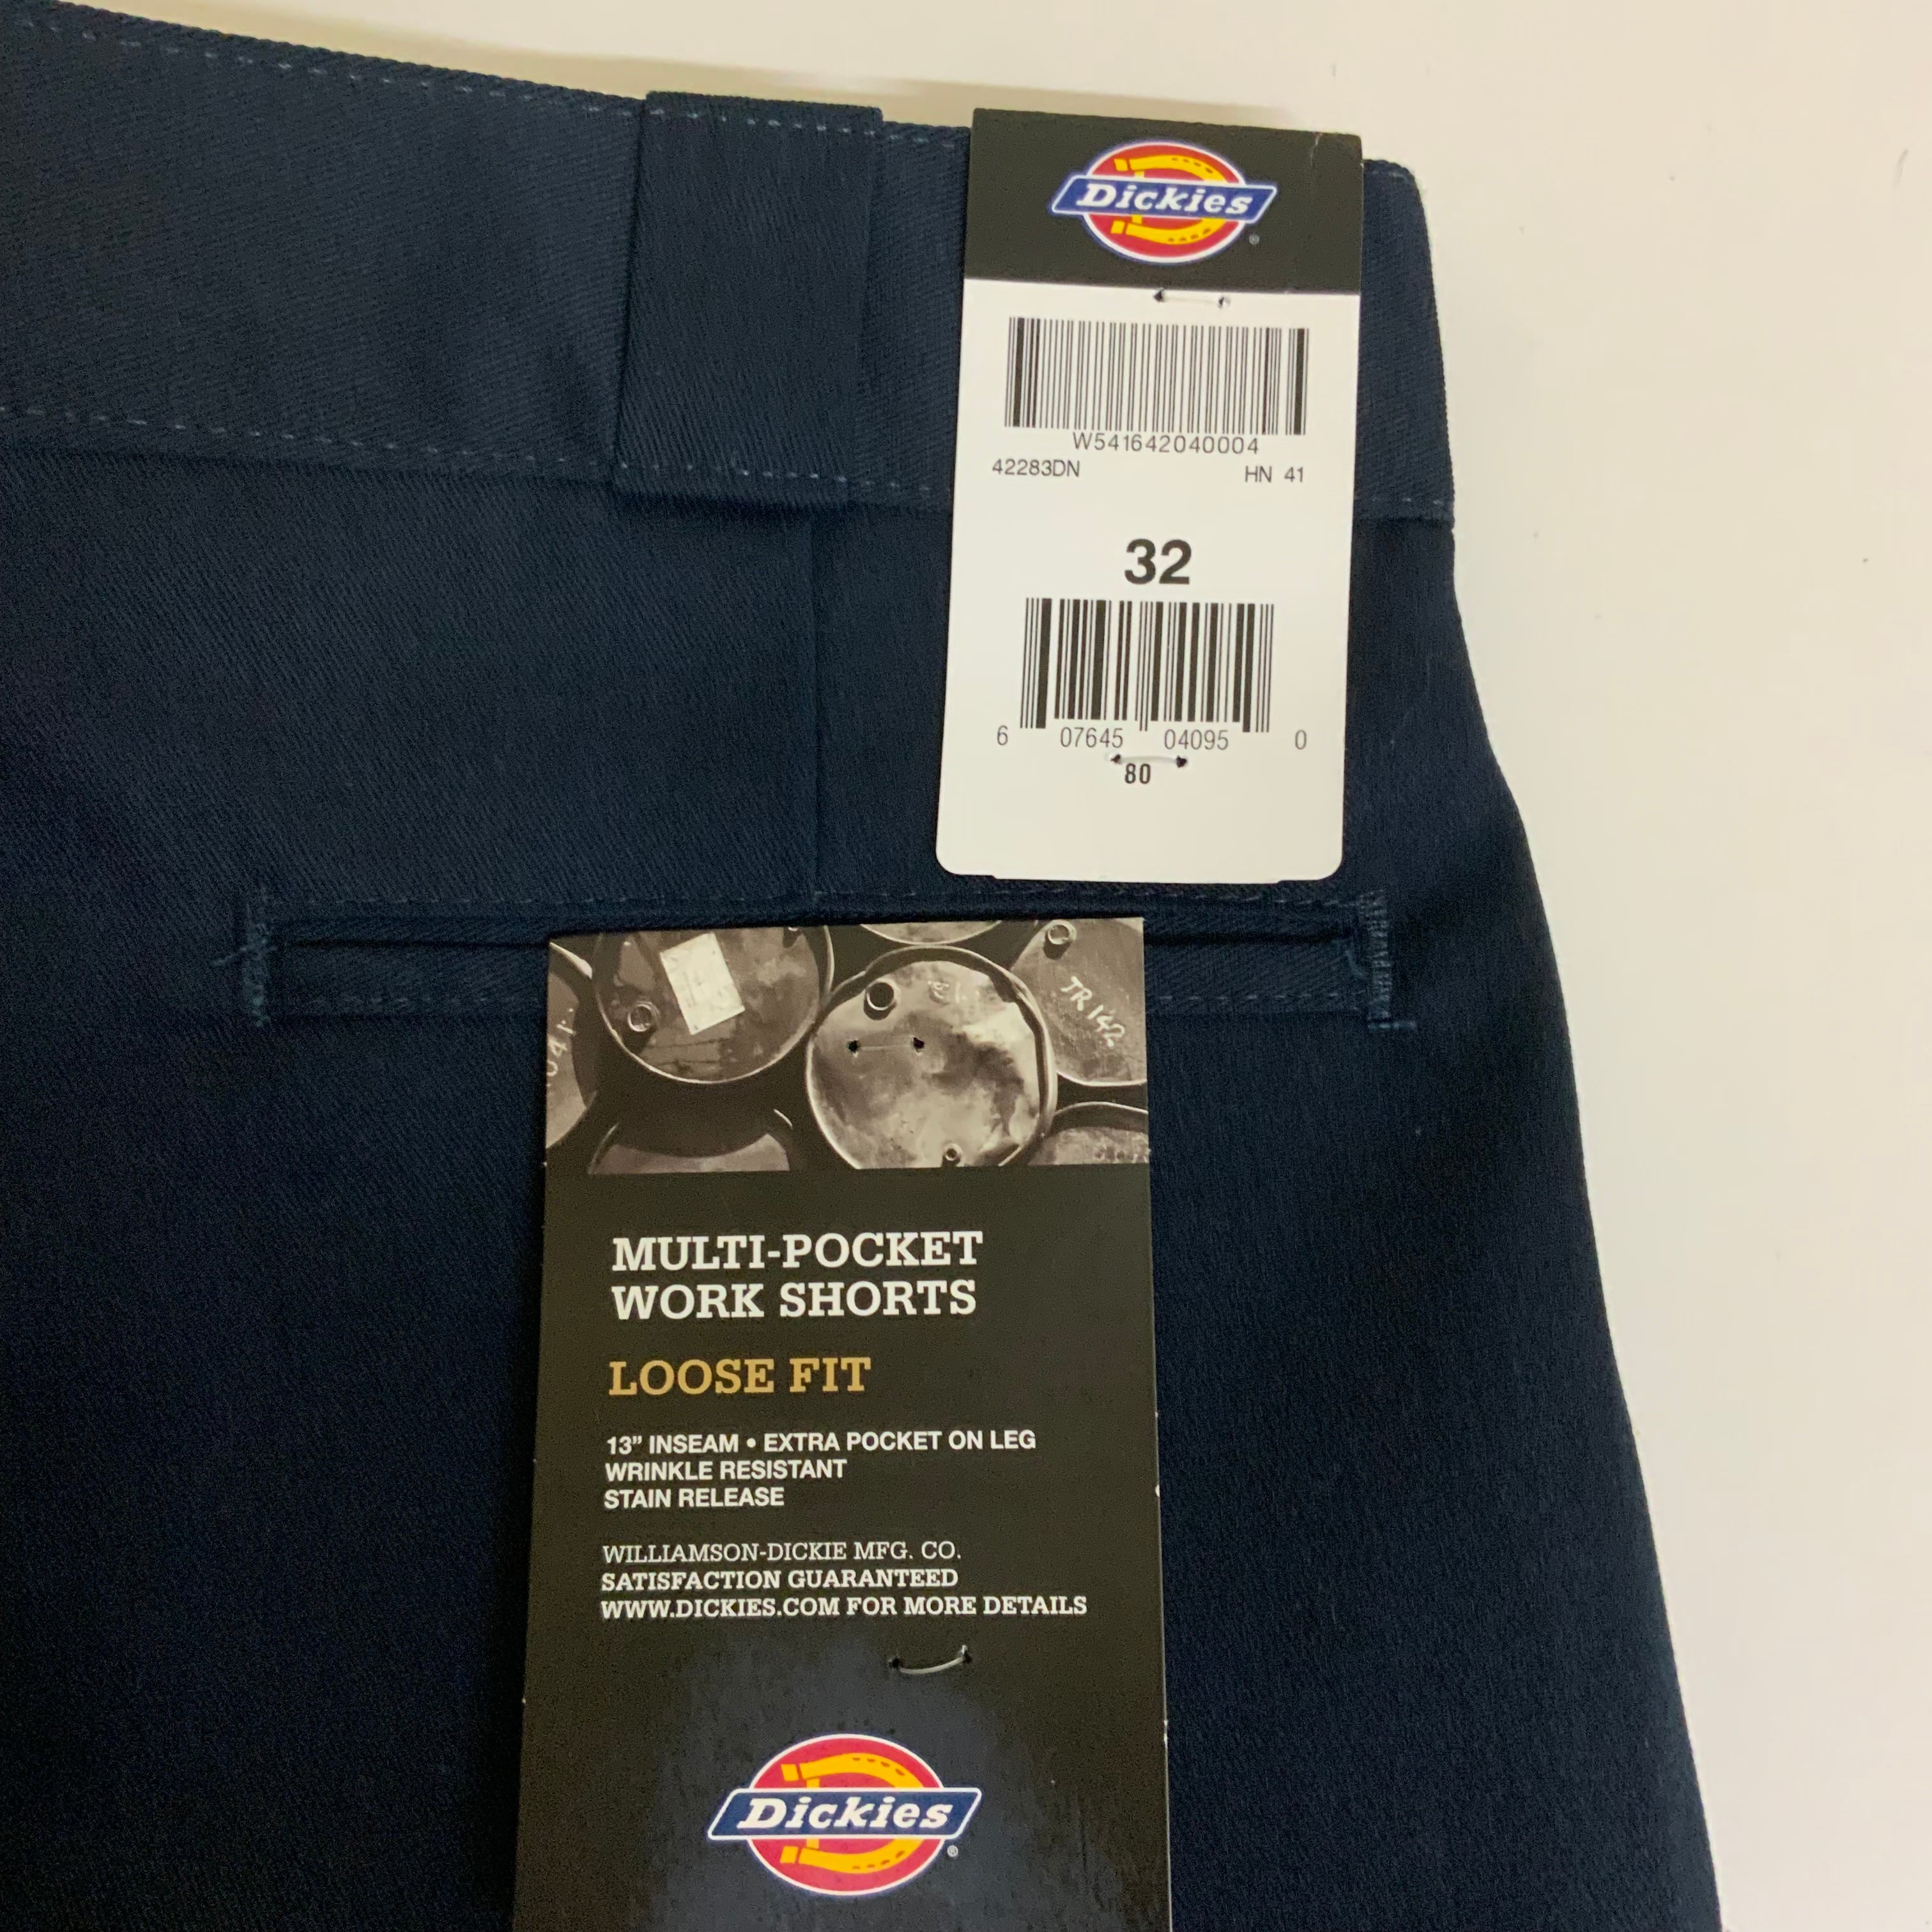 Dickies
®
W541642040004
42283DN HN 41
32
6 07645 04095 0
80
TR 142
MULTI-POCKET
WORK SHORTS
LOOSE FIT
13” INSEAM • EXTRA POCKET ON LEG
WRINKLE RESISTANT
STAIN RELEASE
WILLIAMSON-DICKIE MFG. CO.
SATISFACTION GUARANTEED
WWW.DICKIES.COM FOR MORE DETAILS
Dickies
®